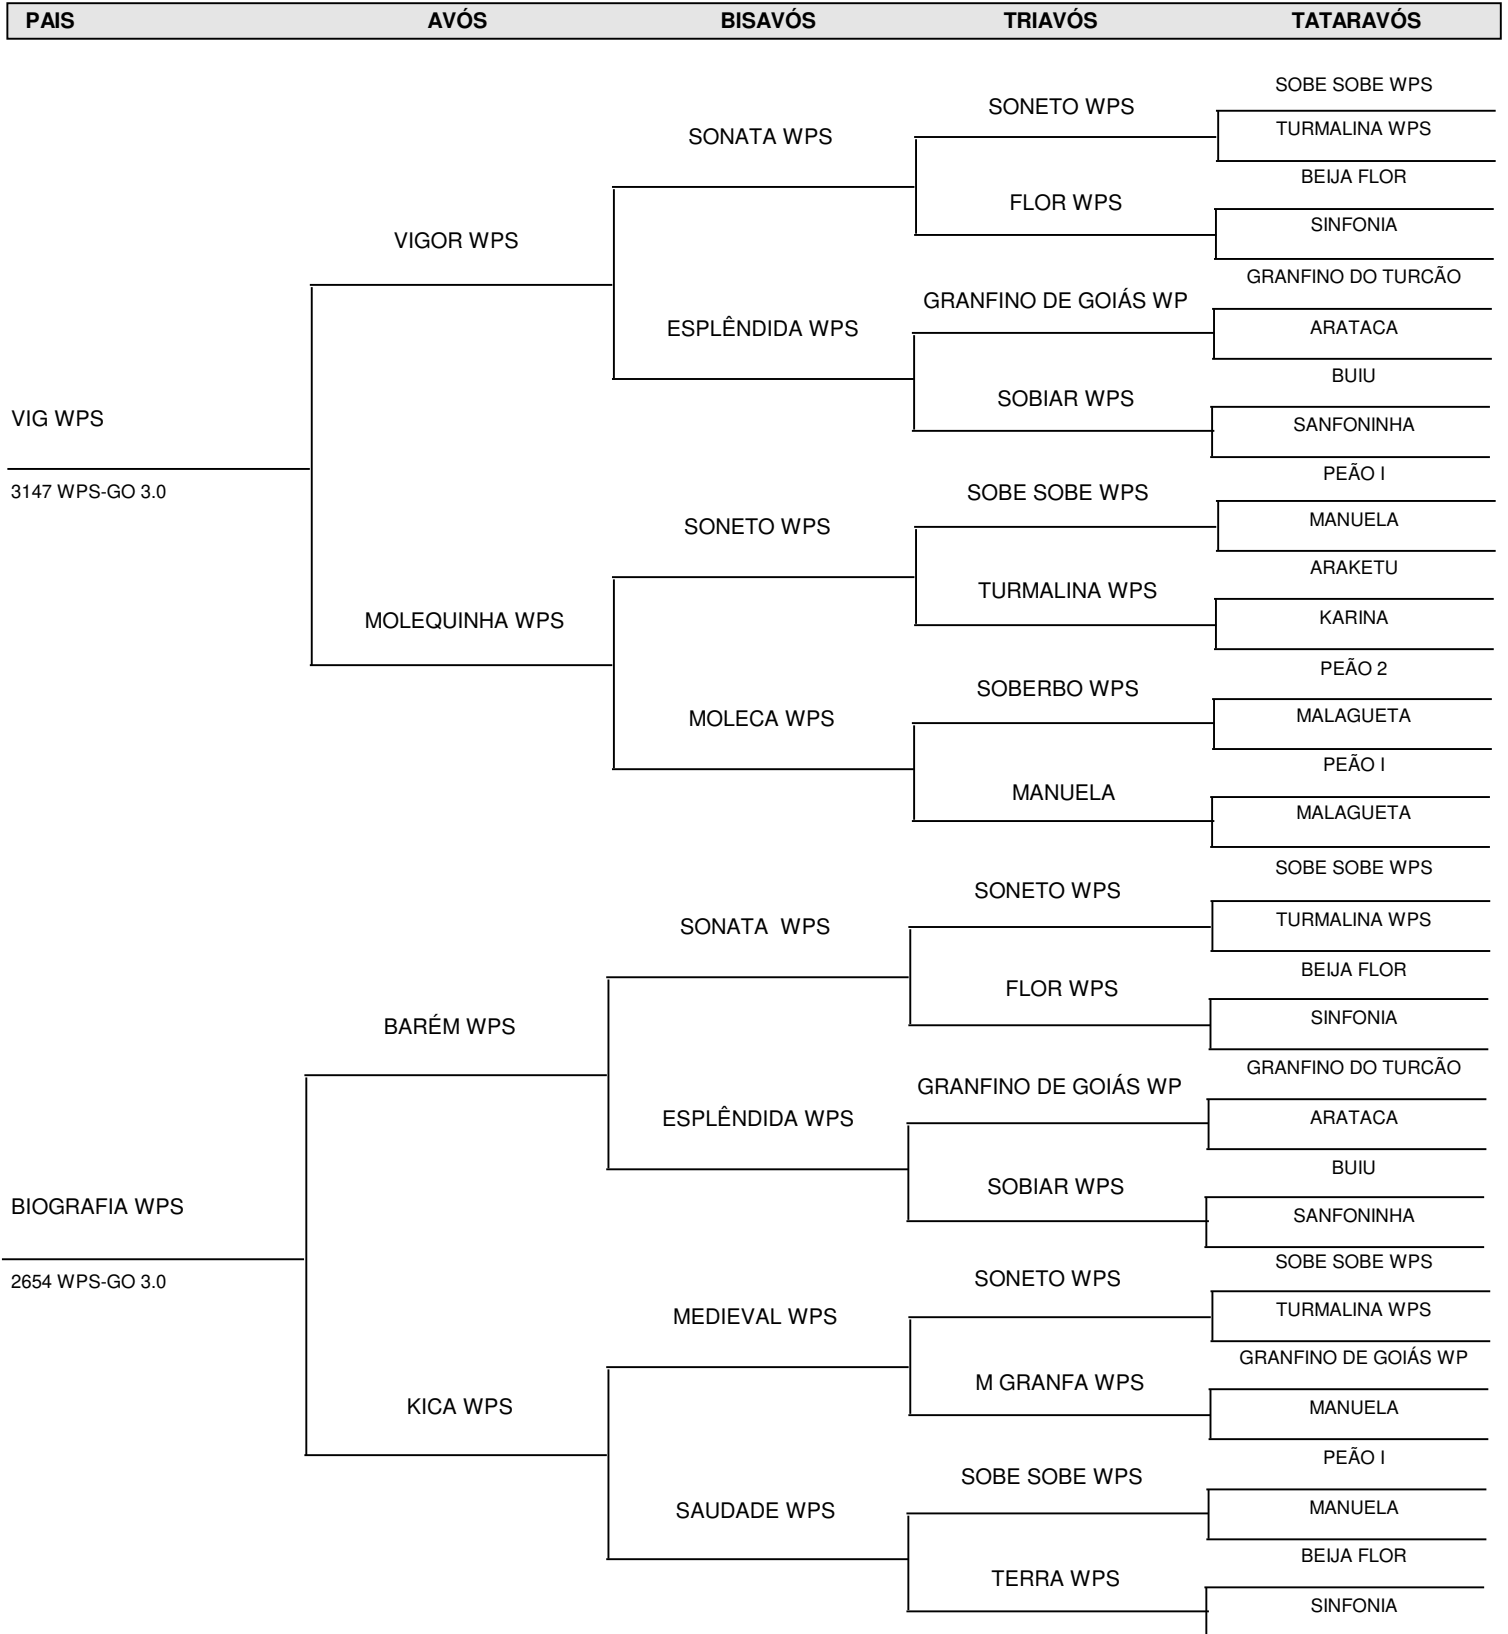 PAIS AVÓS BISAVÓS TRIAVÓS TATARAVÓS
SOBE SOBE WPS
SONETO WPS
TURMALINA WPS
SONATA WPS
BEIJA FLOR
FLOR WPS
SINFONIA
VIGOR WPS
GRANFINO DO TURCÃO
GRANFINO DE GOIÁS WP
ESPLÊNDIDA WPS
ARATACA
BUIU
SOBIAR WPS
VIG WPS
SANFONINHA
PEÃO I
3147 WPS-GO 3.0
SOBE SOBE WPS
MANUELA
SONETO WPS
ARAKETU
TURMALINA WPS
KARINA
MOLEQUINHA WPS
PEÃO 2
SOBERBO WPS
MALAGUETA
MOLECA WPS
PEÃO I
MANUELA
MALAGUETA
SOBE SOBE WPS
SONETO WPS
TURMALINA WPS
SONATA  WPS
BEIJA FLOR
FLOR WPS
SINFONIA
BARÉM WPS
GRANFINO DO TURCÃO
GRANFINO DE GOIÁS WP
ESPLÊNDIDA WPS
ARATACA
BUIU
SOBIAR WPS
BIOGRAFIA WPS
SANFONINHA
SOBE SOBE WPS
2654 WPS-GO 3.0
SONETO WPS
TURMALINA WPS
MEDIEVAL WPS
GRANFINO DE GOIÁS WP
M GRANFA WPS
KICA WPS
MANUELA
PEÃO I
SOBE SOBE WPS
SAUDADE WPS
MANUELA
BEIJA FLOR
TERRA WPS
SINFONIA